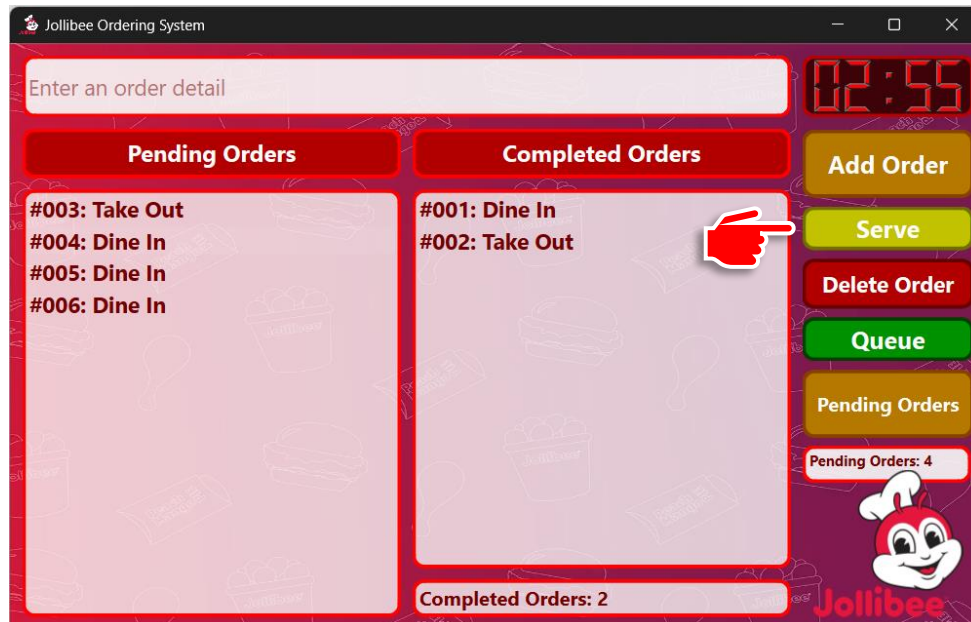 Jollibee Ordering System
Enter an order detail
02:55
Pending Orders
Completed Orders
Add Order
#003: Take Out
#004: Dine In
#005: Dine In
#006: Dine In
#001: Dine In
#002: Take Out
Serve
Delete Order
Queue
Pending Orders
Pending Orders: 4
Completed Orders: 2
Jollibee